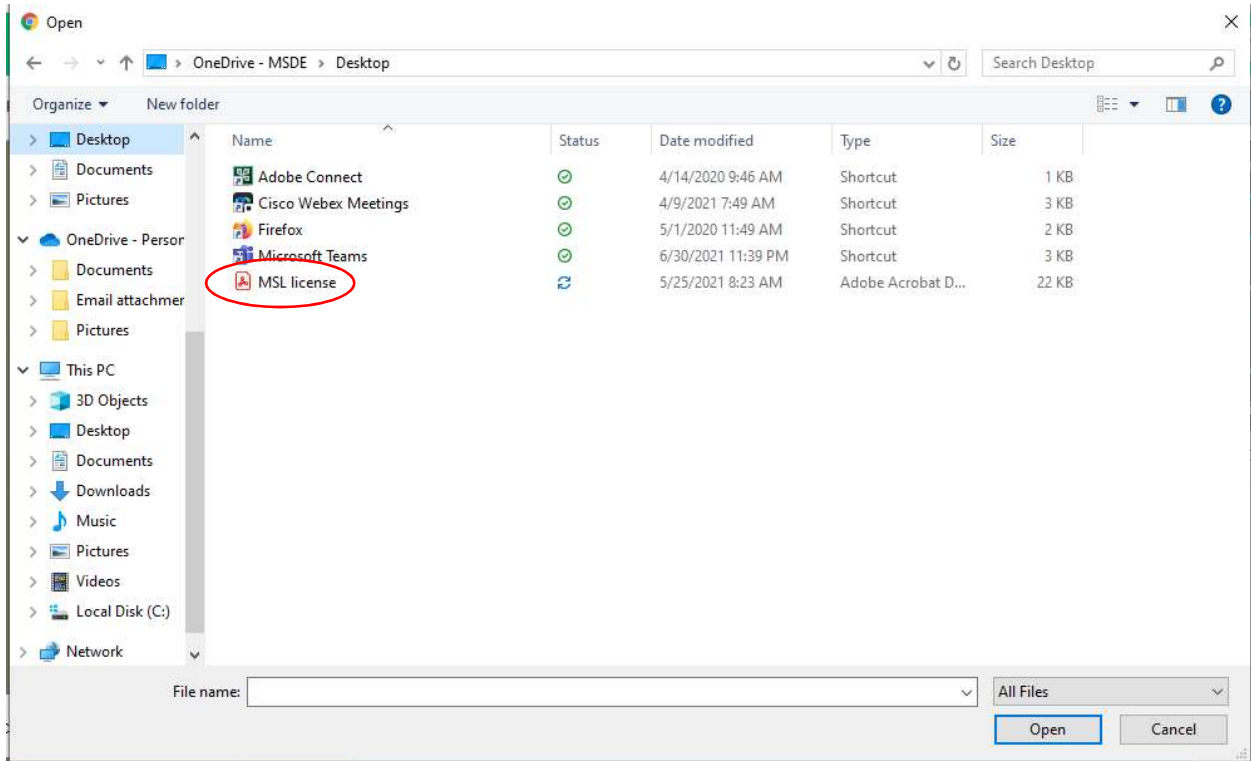 Open
OneDrive - MSDE > Desktop
Search Desktop
Organize
New folder
Desktop
Documents
Pictures
OneDrive - Person
Documents
Email attachmer
Pictures
This PC
3D Objects
Desktop
Documents
Downloads
Music
Pictures
Videos
Local Disk (C:)
Network
Name Status Date modified Type Size
Adobe Connect 4/14/2020 9:46 AM Shortcut 1 KB
Cisco Webex Meetings 4/9/2021 7:49 AM Shortcut 3 KB
Firefox 5/1/2020 11:49 AM Shortcut 2 KB
Microsoft Teams 6/30/2021 11:39 PM Shortcut 3 KB
MSL license 5/25/2021 8:23 AM Adobe Acrobat D... 22 KB
File name:
All Files
Open
Cancel